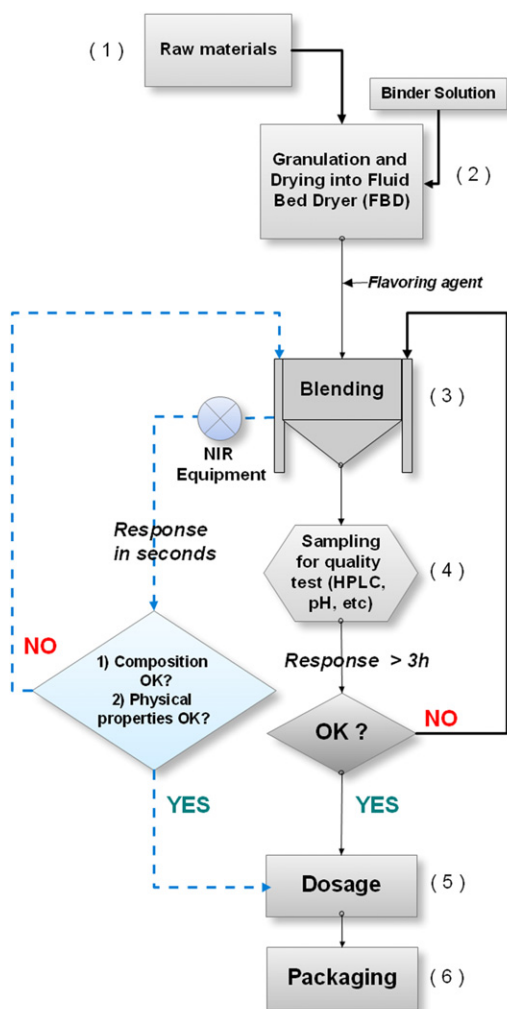 ( 1 )
Raw materials
Binder Solution
Granulation and
Drying into Fluid
Bed Dryer (FBD)
( 2 )
Flavoring agent
Blending
( 3 )
NIR
Equipment
Response
in seconds
Sampling
for quality
test (HPLC,
pH, etc)
( 4 )
NO
1) Composition
OK?
2) Physical
properties OK?
Response > 3h
OK ?
NO
YES
YES
Dosage
( 5 )
Packaging
( 6 )